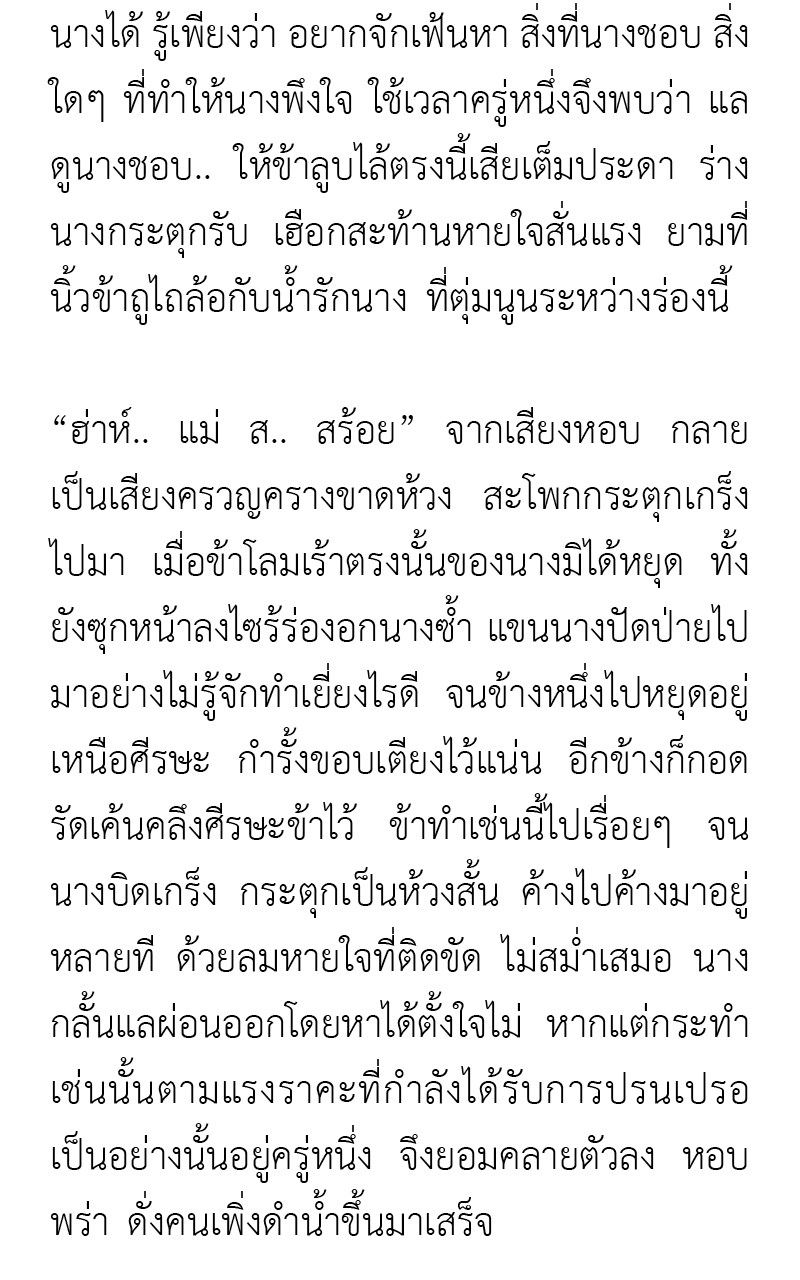 นางได้ รู้เพียงว่า อยากจักเฟ้นหา สิ่งที่นางชอบ สิ่ง
ใดๆ ที่ทำให้นางพึงใจ ใช้เวลาครู่หนึ่งจึงพบว่า แล
ดูนางชอบ.. ให้ข้าลูบไล้ตรงนี้เสียเต็มประดา ร่าง
นางกระตุกรับ เฮือกสะท้านหายใจสั่นแรง ยามที่
นิ้วข้าถูไถล้อกับน้ำรักนาง ที่ตุ่มนูนระหว่างร่องนี้
“ฮ่าห์.. แม่ ส.. สร้อย” จากเสียงหอบ กลาย
เป็นเสียงครวญครางขาดห้วง สะโพกกระตุกเกร็ง
ไปมา เมื่อข้าโลมเร้าตรงนั้นของนางมิได้หยุด ทั้ง
ยังซุกหน้าลงไซร้ร่องอกนางซ้ำ แขนนางปัดป่ายไป
มาอย่างไม่รู้จักทำเยี่ยงไรดี จนข้างหนึ่งไปหยุดอยู่
เหนือศีรษะ กำรั้งขอบเตียงไว้แน่น อีกข้างก็กอด
รัดเค้นคลึงศีรษะข้าไว้ ข้าทำเช่นนี้ไปเรื่อยๆ จน
นางบิดเกร็ง กระตุกเป็นห้วงสั้น ค้างไปค้างมาอยู่
หลายที ด้วยลมหายใจที่ติดขัด ไม่สม่ำเสมอ นาง
กลั้นแลผ่อนออกโดยหาได้ตั้งใจไม่ หากแต่กระทำ
เช่นนั้นตามแรงราคะที่กำลังได้รับการปรนเปรอ
เป็นอย่างนั้นอยู่ครู่หนึ่ง จึงยอมคลายตัวลง หอบ
พร่า ดั่งคนเพิ่งดำน้ำขึ้นมาเสร็จ